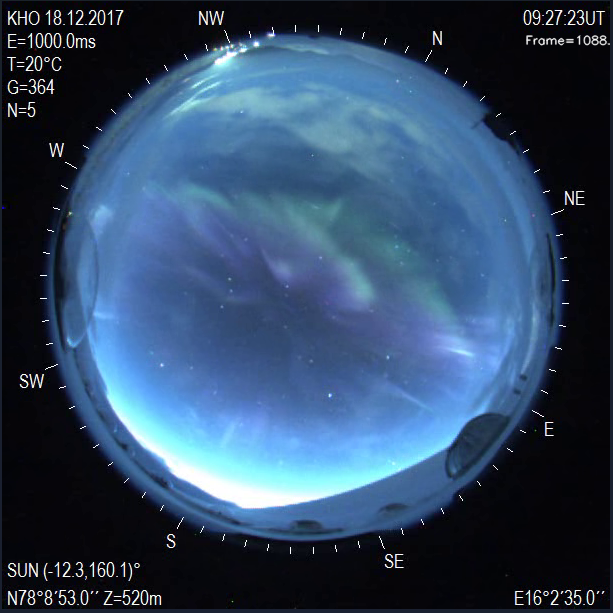 KHO 18.12.2017
E=1000.0ms
T=20°C
G=364
N=5
09:27:23UT
Frame=1088.
NW
N
W
NE
SW
E
S
SE
SUN (-12.3,160.1)°
N78°8´53.0´´ Z=520m
E16°2´35.0´´